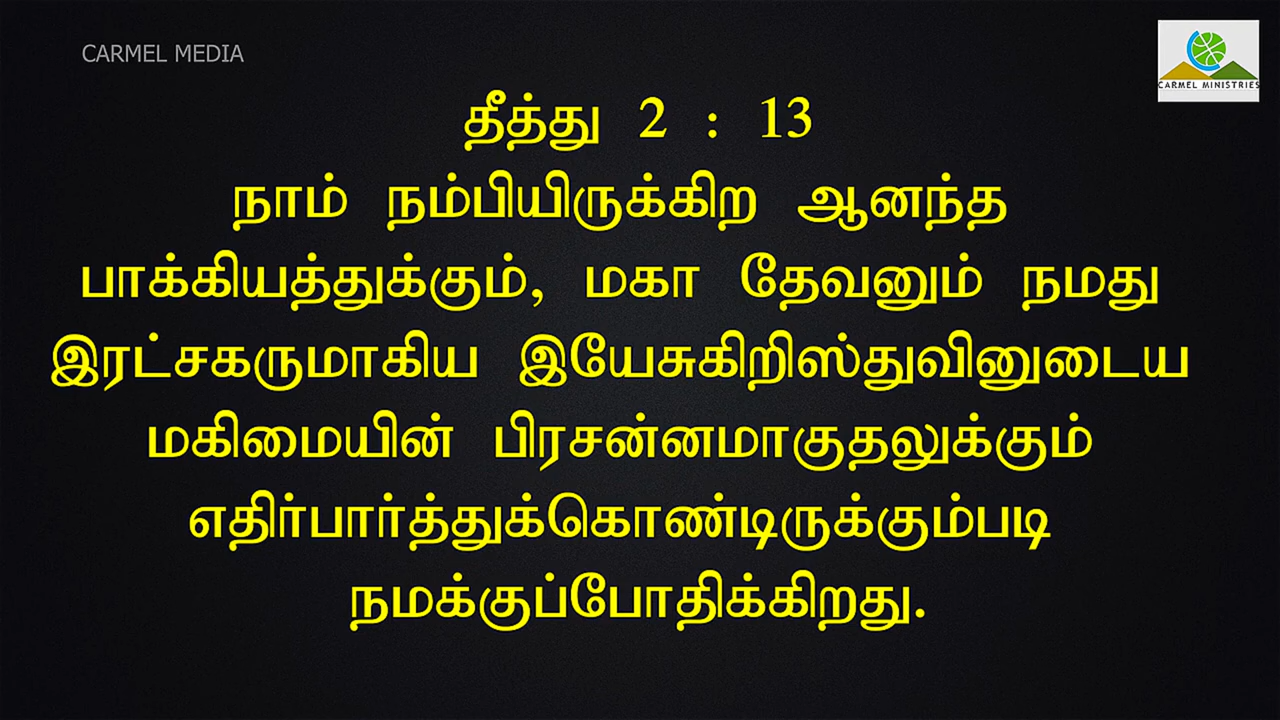 CARMEL MEDIA
CARMEL MINISTRIES
தீத்து 2 : 13
நாம் நம்பியிருக்கிற ஆனந்த
பாக்கியத்துக்கும், மகா தேவனும் நமது
இரட்சகருமாகிய இயேசுகிறிஸ்துவினுடைய
மகிமையின் பிரசன்னமாகுதலுக்கும்
எதிர்பார்த்துக்கொண்டிருக்கும்படி
நமக்குப்போதிக்கிறது.